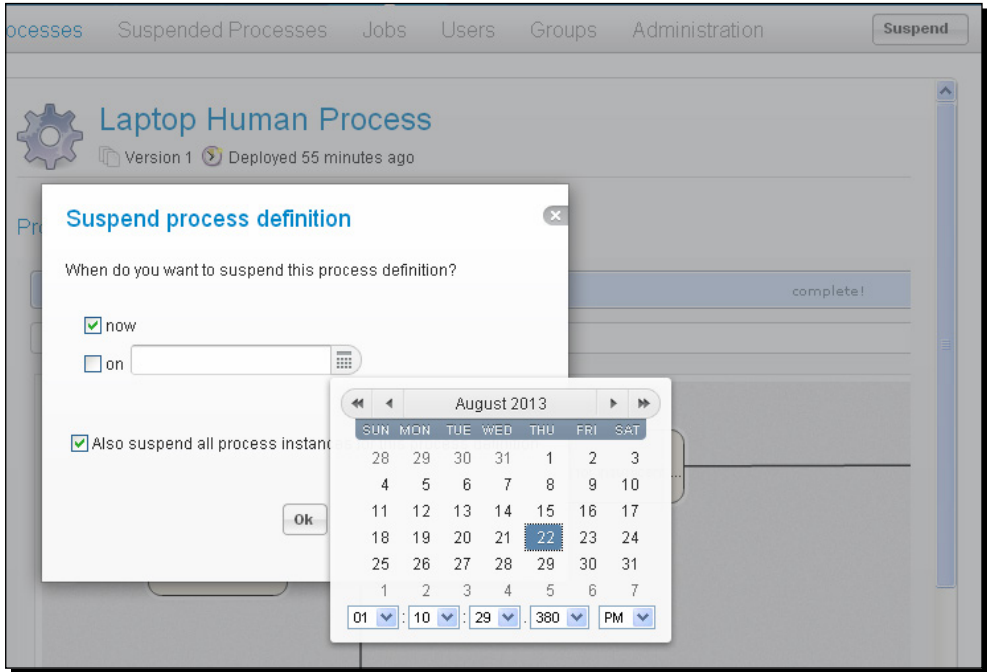 ocesses Suspended Processes Jobs Users Groups Administration Suspend
Laptop Human Process
Version 1 Deployed 55 minutes ago
Suspend process definition
When do you want to suspend this process definition?
complete!
now
on
August 2013
SUN MON TUE WED THU FRI SAT
Also suspend all process
28 29 30 31 1 2 3
4 5 6 7 8 9 10
11 12 13 14 15 16 17
Ok
18 19 20 21 22 23 24
25 26 27 28 29 30 31
1 2 3 4 5 6 7
01 : 10 : 29 . 380 PM